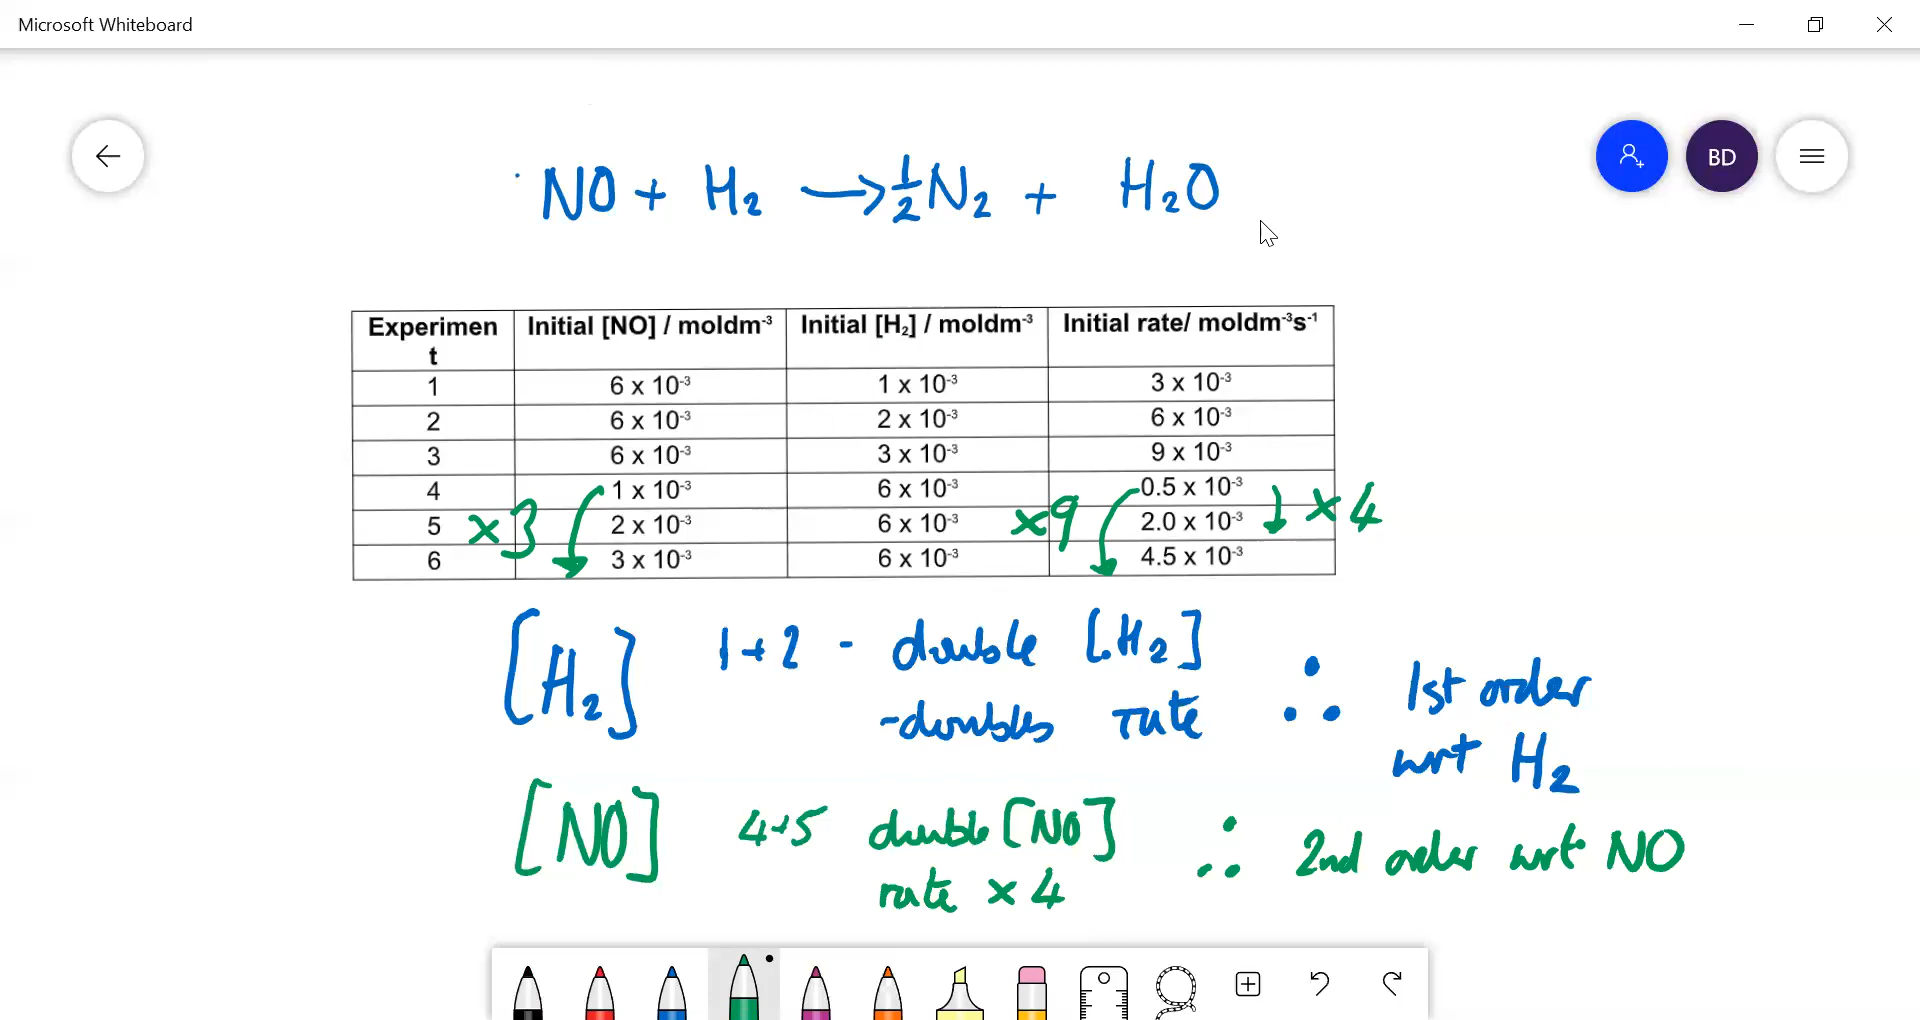 Microsoft Whiteboard
BD
NO + H₂ → ½N₂ + H₂O
Experimen
t
Initial [NO] / moldm⁻³
Initial [H₂] / moldm⁻³
Initial rate/ moldm⁻³s⁻¹
1 6 x 10⁻³ 1 x 10⁻³ 3 x 10⁻³
2 6 x 10⁻³ 2 x 10⁻³ 6 x 10⁻³
3 6 x 10⁻³ 3 x 10⁻³ 9 x 10⁻³
4 1 x 10⁻³ 6 x 10⁻³ 0.5 x 10⁻³
×4
5 ×3 2 x 10⁻³ 6 x 10⁻³ ×9 2.0 x 10⁻³
6 3 x 10⁻³ 6 x 10⁻³ 4.5 x 10⁻³
[H₂] 1+2 - double [H₂]
-doubles rate ∴ 1st order
wrt H₂
[NO] 4+5 double [NO] ∴ 2nd order wrt NO
rate × 4